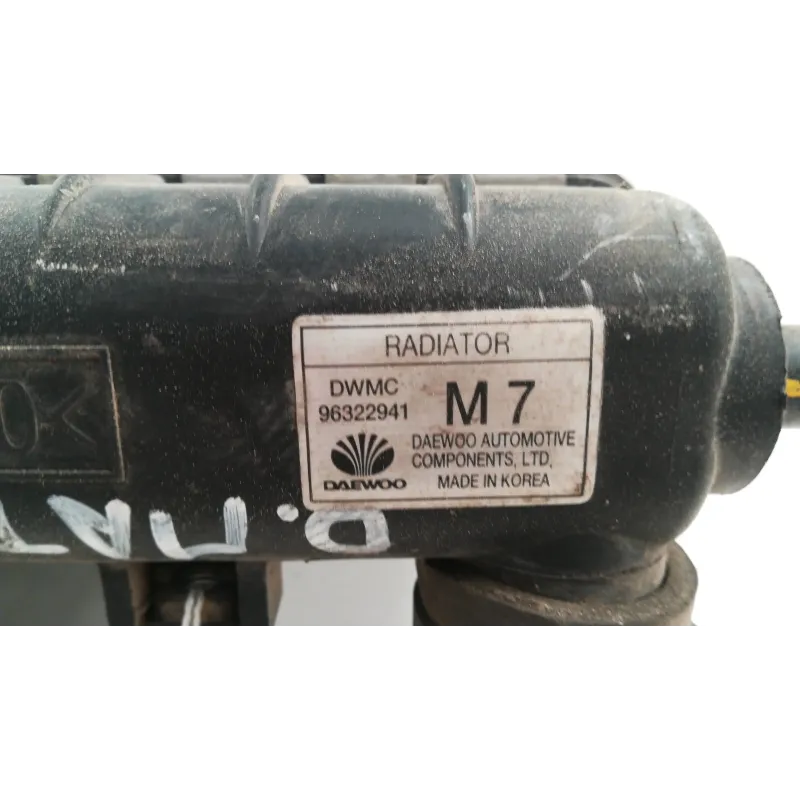 RADIATOR
DWMC
96322941
M 7
DAEWOO AUTOMOTIVE
COMPONENTS, LTD.
MADE IN KOREA
DAEWOO